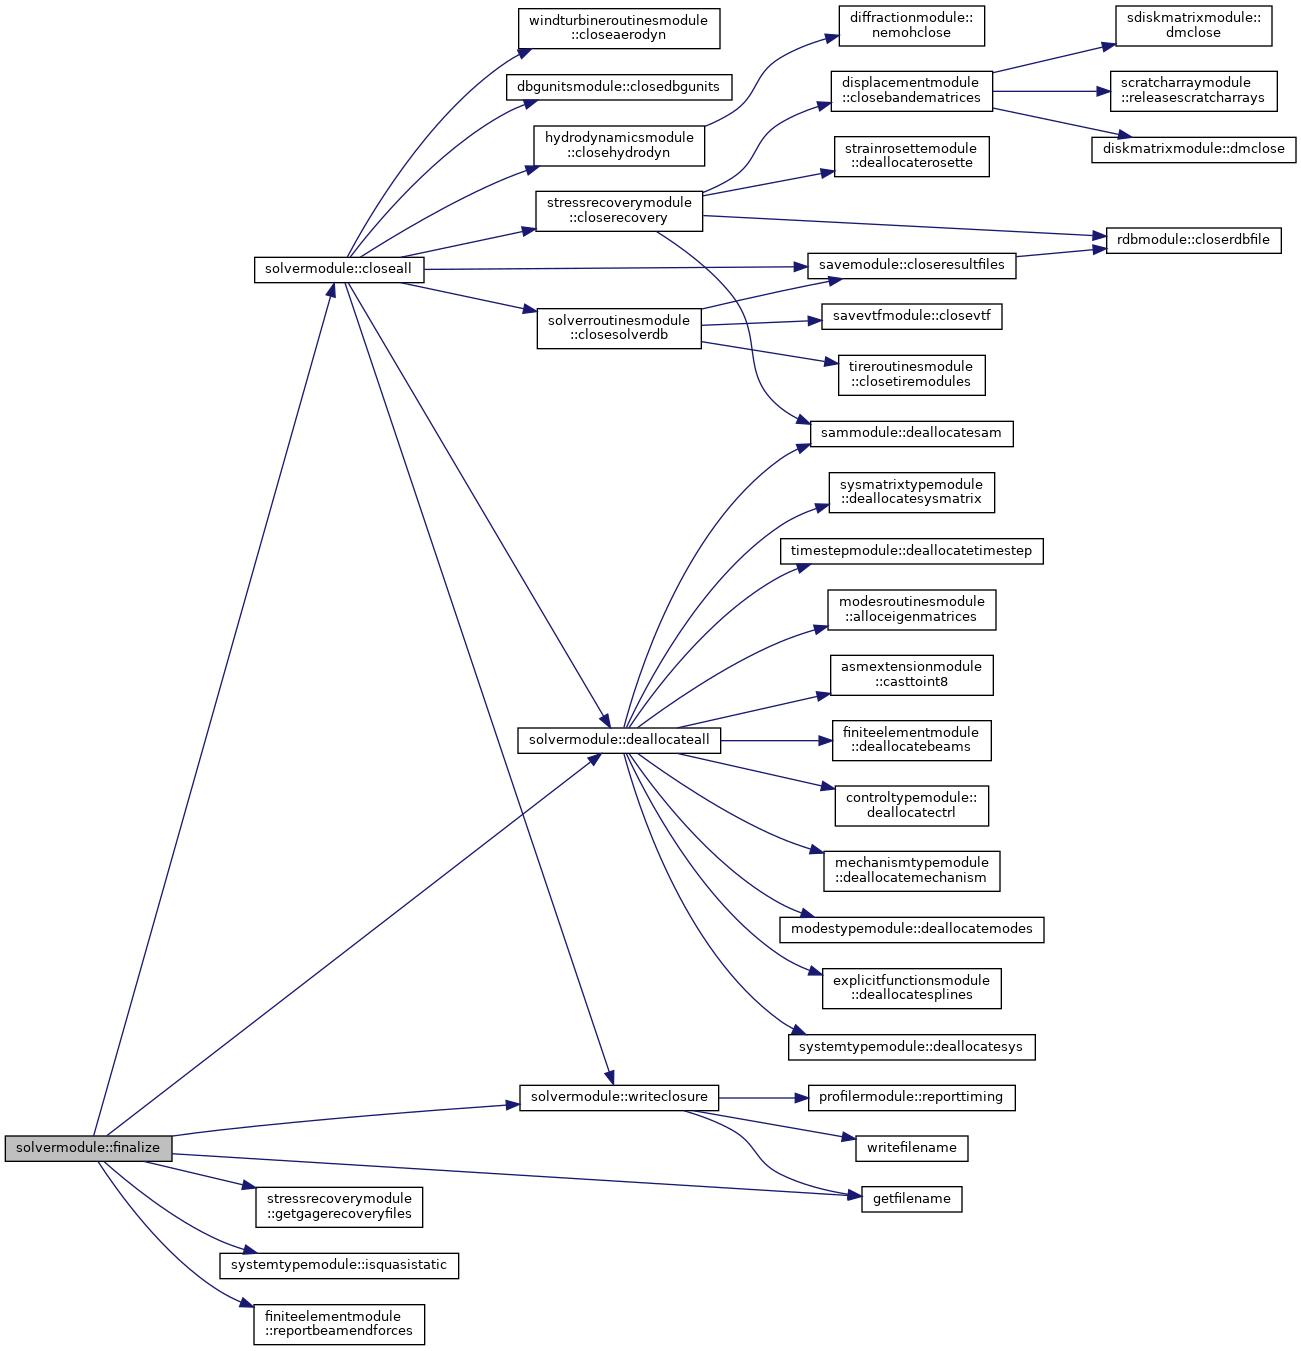 windturbineroutinesmodule
::closeaerodyn
dbgunitsmodule::closedbgunits
hydrodynamicsmodule
::closehydrodyn
stressrecoverymodule
::closerecovery
solvermodule::closeall
solverroutinesmodule
::closesolverdb
diffractionmodule::
nemohclose
displacementmodule
::closebandematrices
strainrosettemodule
::deallocaterosette
savemodule::closeresultfiles
savevtfmodule::closevtf
tireroutinesmodule
::closetiremodules
sdiskmatrixmodule::
dmclose
scratcharraymodule
::releasescratcharrays
diskmatrixmodule::dmclose
rdbmodule::closerdbfile
sammodule::deallocatesam
sysmatrixtypemodule
::deallocatesysmatrix
timestepmodule::deallocatetimestep
modesroutinesmodule
::alloceigenmatrices
asmextensionmodule
::casttoint8
solvermodule::deallocateall
finiteelementmodule
::deallocatebeams
controltypemodule::
deallocatectrl
mechanismtypemodule
::deallocatemechanism
modestypemodule::deallocatemodes
explicitfunctionsmodule
::deallocatesplines
systemtypemodule::deallocatesys
solvermodule::writeclosure
profilermodule::reporttiming
writefilename
getfilename
solvermodule::finalize
stressrecoverymodule
::getgagerecoveryfiles
systemtypemodule::isquasistatic
finiteelementmodule
::reportbeamendforces